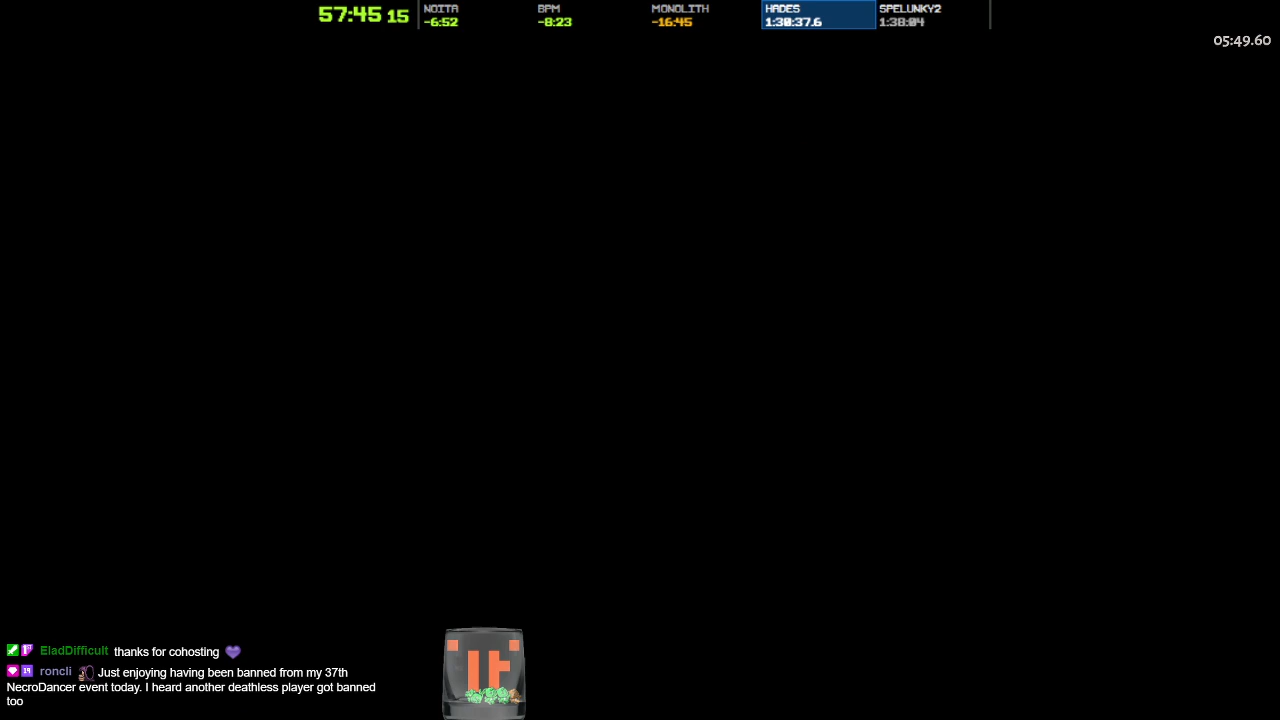 57:45 15
NOITA
-6:52
BPM
-8:23
MONOLITH
-16:45
HADES
1:30:37.6
SPELUNKY2
1:38:04
05:49.60
EladDifficult thanks for cohosting
roncli Just enjoying having been banned from my 37th
NecroDancer event today. I heard another deathless player got banned
too